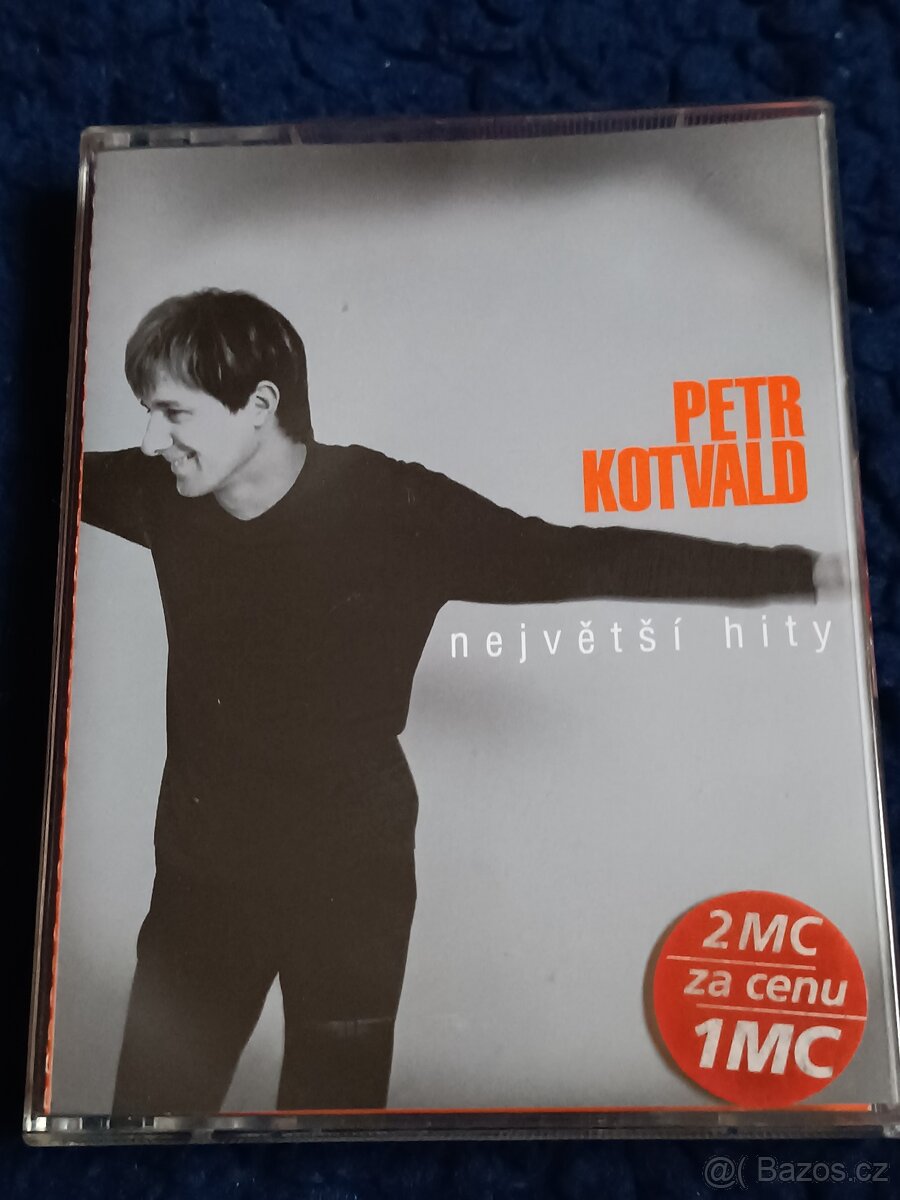 PETR
KOTVALD
největší hity
2MC
za cenu
1MC
@( Bazos.cz